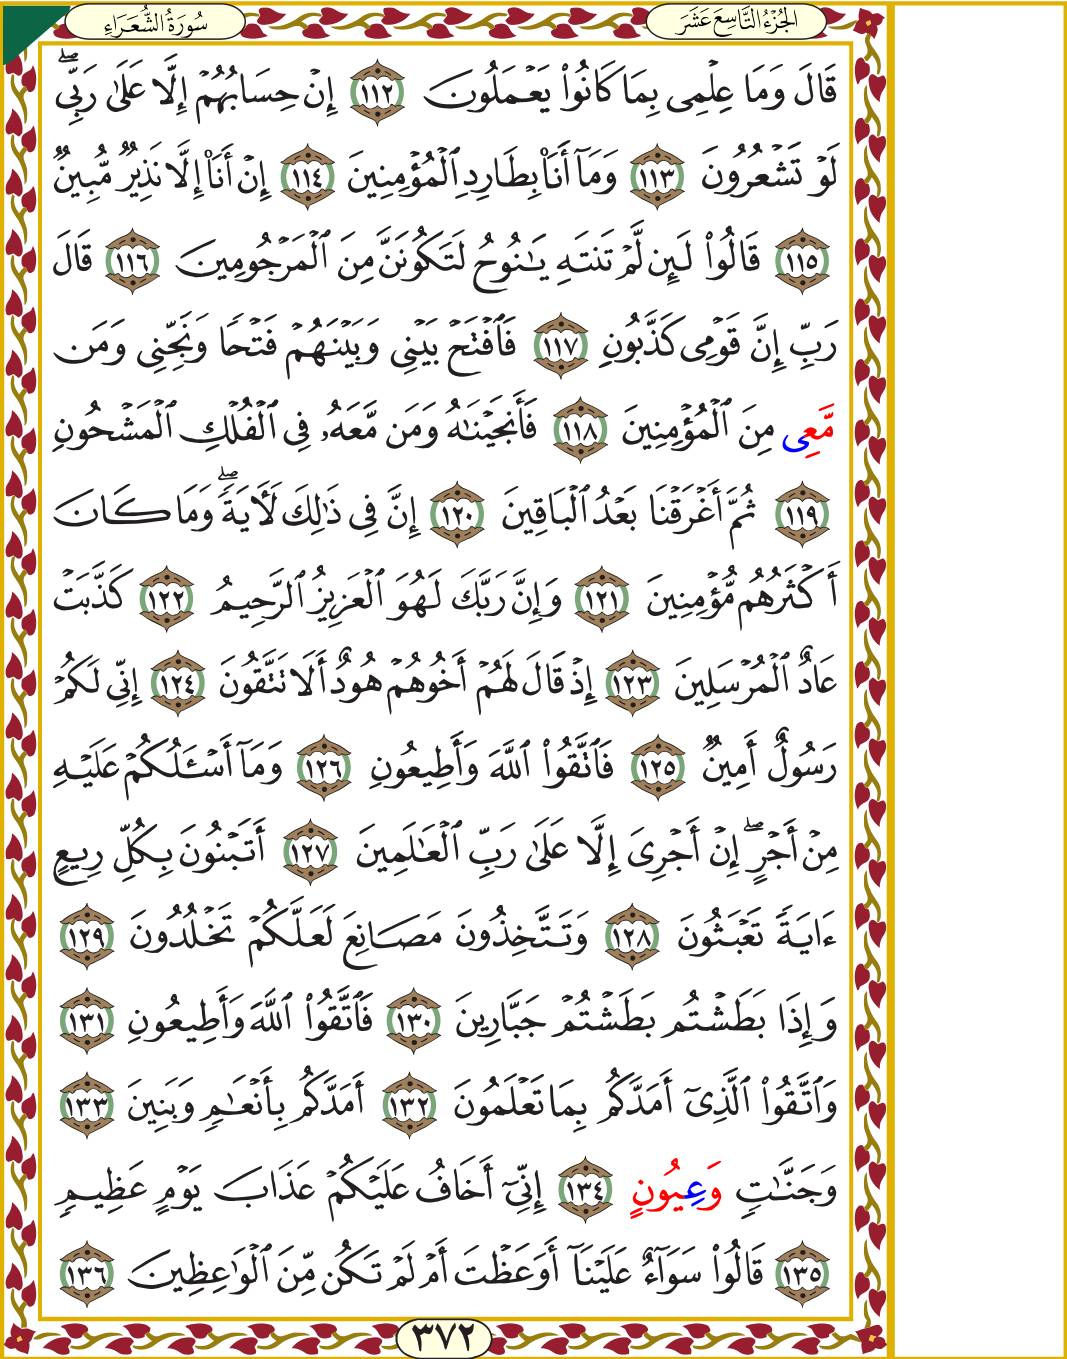 الجُزْءُ التَّاسِعَ عَشَرَ
سُورَةُ الشُّعَرَاءِ
قَالَ وَمَا عِلْمِى بِمَا كَانُوا۟ يَعْمَلُونَ ١١٢ إِنْ حِسَابُهُمْ إِلَّا عَلَىٰ رَبِّى ۖ
لَوْ تَشْعُرُونَ ١١٣ وَمَآ أَنَا۠ بِطَارِدِ ٱلْمُؤْمِنِينَ ١١٤ إِنْ أَنَا۠ إِلَّا نَذِيرٌ مُّبِينٌ
١١٥ قَالُوا۟ لَئِن لَّمْ تَنتَهِ يَـٰنُوحُ لَتَكُونَنَّ مِنَ ٱلْمَرْجُومِينَ ١١٦ قَالَ
رَبِّ إِنَّ قَوْمِى كَذَّبُونِ ١١٧ فَٱفْتَحْ بَيْنِى وَبَيْنَهُمْ فَتْحًا وَنَجِّنِى وَمَن
مَّعِى مِنَ ٱلْمُؤْمِنِينَ ١١٨ فَأَنجَيْنَـٰهُ وَمَن مَّعَهُۥ فِى ٱلْفُلْكِ ٱلْمَشْحُونِ
١١٩ ثُمَّ أَغْرَقْنَا بَعْدُ ٱلْبَاقِينَ ١٢٠ إِنَّ فِى ذَٰلِكَ لَـَٔايَةً ۖ وَمَا كَانَ
أَكْثَرُهُم مُّؤْمِنِينَ ١٢١ وَإِنَّ رَبَّكَ لَهُوَ ٱلْعَزِيزُ ٱلرَّحِيمُ ١٢٢ كَذَّبَتْ
عَادٌ ٱلْمُرْسَلِينَ ١٢٣ إِذْ قَالَ لَهُمْ أَخُوهُمْ هُودٌ أَلَا تَتَّقُونَ ١٢٤ إِنِّى لَكُمْ
رَسُولٌ أَمِينٌ ١٢٥ فَٱتَّقُوا۟ ٱللَّهَ وَأَطِيعُونِ ١٢٦ وَمَآ أَسْـَٔلُكُمْ عَلَيْهِ
مِنْ أَجْرٍ ۖ إِنْ أَجْرِىَ إِلَّا عَلَىٰ رَبِّ ٱلْعَـٰلَمِينَ ١٢٧ أَتَبْنُونَ بِكُلِّ رِيعٍ
ءَايَةً تَعْبَثُونَ ١٢٨ وَتَتَّخِذُونَ مَصَانِعَ لَعَلَّكُمْ تَخْلُدُونَ ١٢٩
وَإِذَا بَطَشْتُم بَطَشْتُمْ جَبَّارِينَ ١٣٠ فَٱتَّقُوا۟ ٱللَّهَ وَأَطِيعُونِ ١٣١
وَٱتَّقُوا۟ ٱلَّذِىٓ أَمَدَّكُم بِمَا تَعْلَمُونَ ١٣٢ أَمَدَّكُم بِأَنْعَـٰمٍ وَبَنِينَ ١٣٣
وَجَنَّـٰتٍ وَعِيُونٍ ١٣٤ إِنِّىٓ أَخَافُ عَلَيْكُمْ عَذَابَ يَوْمٍ عَظِيمٍ
١٣٥ قَالُوا۟ سَوَآءٌ عَلَيْنَآ أَوَعَظْتَ أَمْ لَمْ تَكُن مِّنَ ٱلْوَٰعِظِينَ ١٣٦
٣٧٢